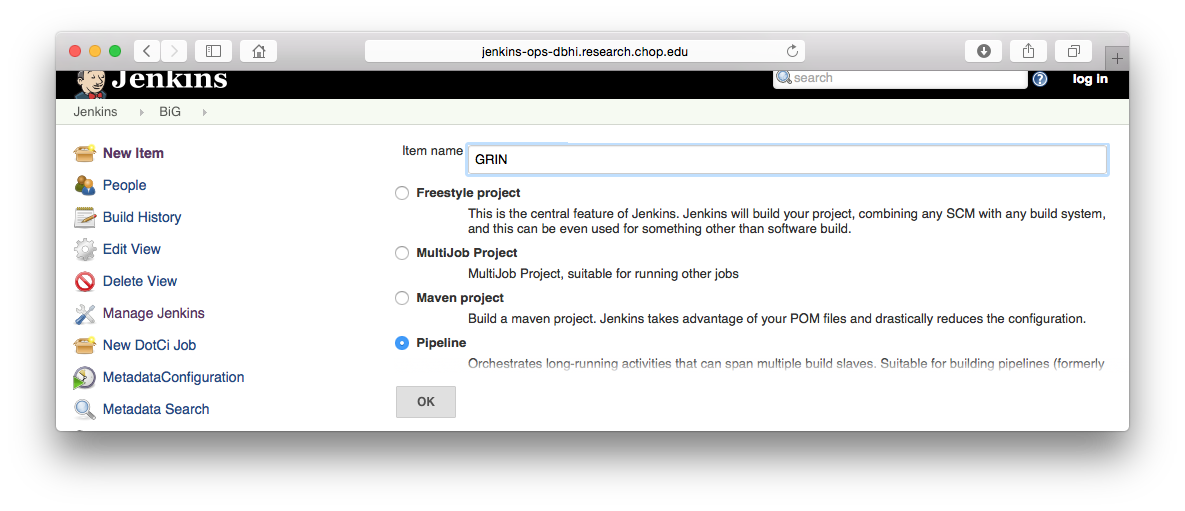 jenkins-ops-dbhi.research.chop.edu
Jenkins
search
?
log in
Jenkins
BiG
New Item
People
Build History
Edit View
Delete View
Manage Jenkins
New DotCi Job
MetadataConfiguration
Metadata Search
Item name
GRIN
Freestyle project
This is the central feature of Jenkins. Jenkins will build your project, combining any SCM with any build system,
and this can be even used for something other than software build.
MultiJob Project
MultiJob Project, suitable for running other jobs
Maven project
Build a maven project. Jenkins takes advantage of your POM files and drastically reduces the configuration.
Pipeline
Orchestrates long-running activities that can span multiple build slaves. Suitable for building pipelines (formerly
OK